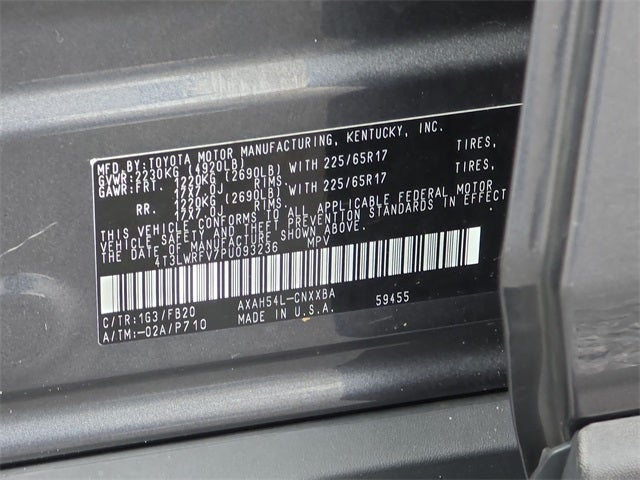 MFD.BY:TOYOTA MOTOR MANUFACTURING, KENTUCKY, INC.
GVWR:2230KG (4920LB)
GAWR:FRT. 1220KG (2690LB) WITH 225/65R17 TIRES,
17X7.0J RIMS,
RR. 1220KG (2690LB) WITH 225/65R17 TIRES,
17X7.0J RIMS,
THIS VEHICLE CONFORMS TO ALL APPLICABLE FEDERAL MOTOR
VEHICLE SAFETY AND THEFT PREVENTION STANDARDS IN EFFECT
ON THE DATE OF MANUFACTURE SHOWN ABOVE.
4T3LWRFV7PU093236 MPV
C/TR:1G3/FB20 AXAH54L-CNXXBA 59455
A/TM:-02A/P710 MADE IN U.S.A.